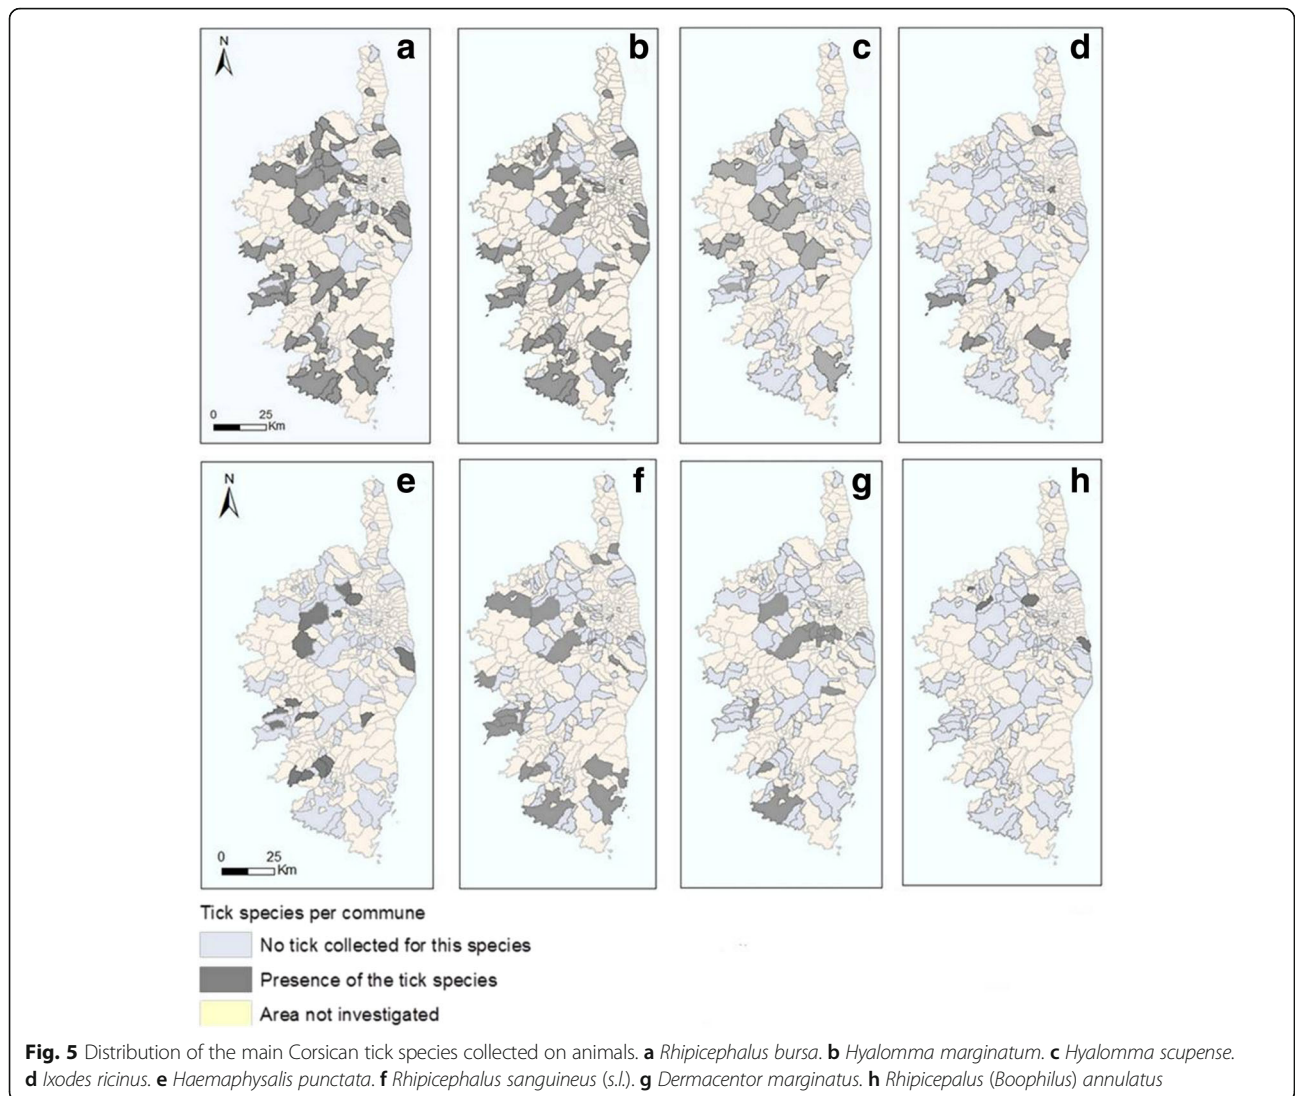 N
a
b
c
d
0 25
Km
N
e
f
g
h
0 25
Km
Tick species per commune
No tick collected for this species
Presence of the tick species
Area not investigated
Fig. 5 Distribution of the main Corsican tick species collected on animals. a Rhipicephalus bursa. b Hyalomma marginatum. c Hyalomma scupense.
d Ixodes ricinus. e Haemaphysalis punctata. f Rhipicephalus sanguineus (s.l.). g Dermacentor marginatus. h Rhipicepalus (Boophilus) annulatus